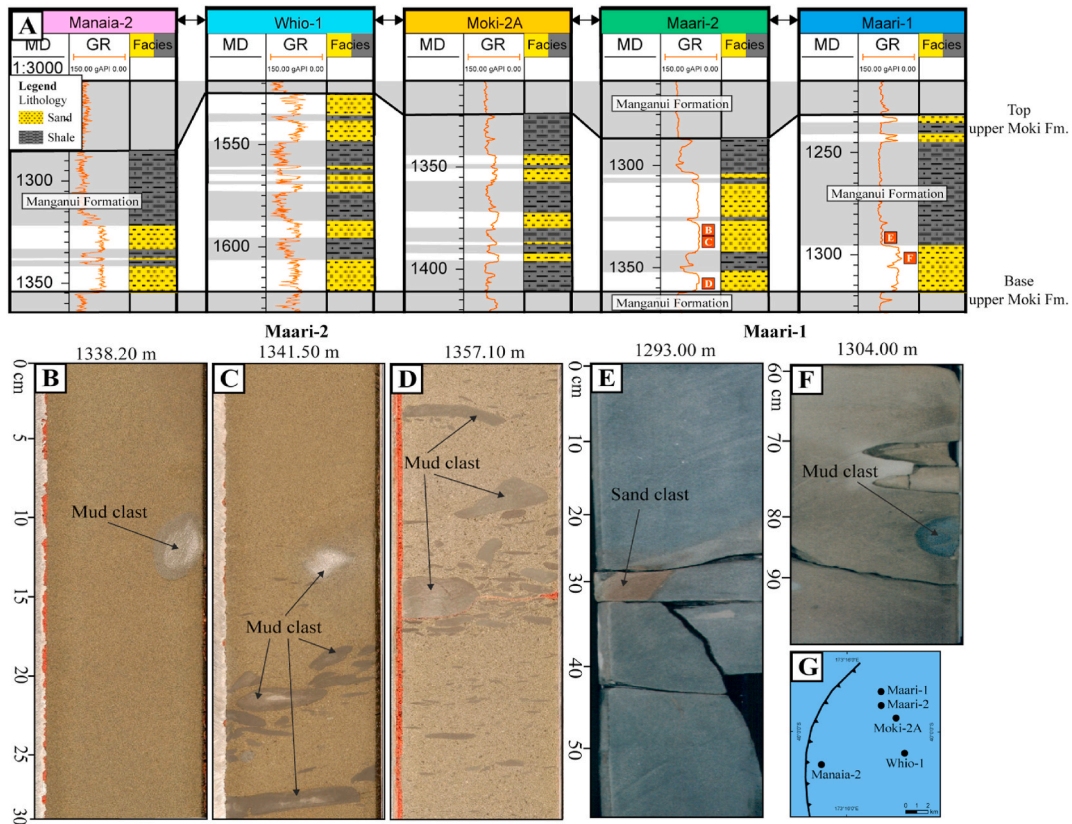 A
Manaia-2
Whio-1
Moki-2A
Maari-2
Maari-1
MD GR Facies
MD GR Facies
MD GR Facies
MD GR Facies
MD GR Facies
1:3000
150.00 gAPI 0.00
150.00 gAPI 0.00
150.00 gAPI 0.00
150.00 gAPI 0.00
150.00 gAPI 0.00
Legend
Lithology
Sand
Shale
1300
Manganui Formation
1350
1550
1600
1350
1400
Manganui Formation
1300
B
C
1350
D
Manganui Formation
1250
Manganui Formation
E
1300
F
Top
upper Moki Fm.
Base
upper Moki Fm.
Maari-2
Maari-1
1338.20 m
1341.50 m
1357.10 m
1293.00 m
1304.00 m
0 cm
5
10
15
20
25
30
B
Mud clast
C
Mud clast
D
Mud clast
0 cm
10
20
30
40
50
E
Sand clast
60 cm
70
80
90
F
Mud clast
G
Maari-1
Maari-2
Moki-2A
Whio-1
Manaia-2
0 1 2
km